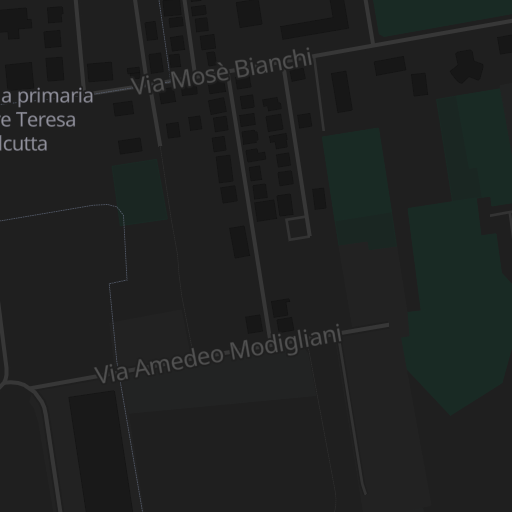 Via Mosè Bianchi
a primaria
e Teresa
lcutta
Via Amedeo Modigliani